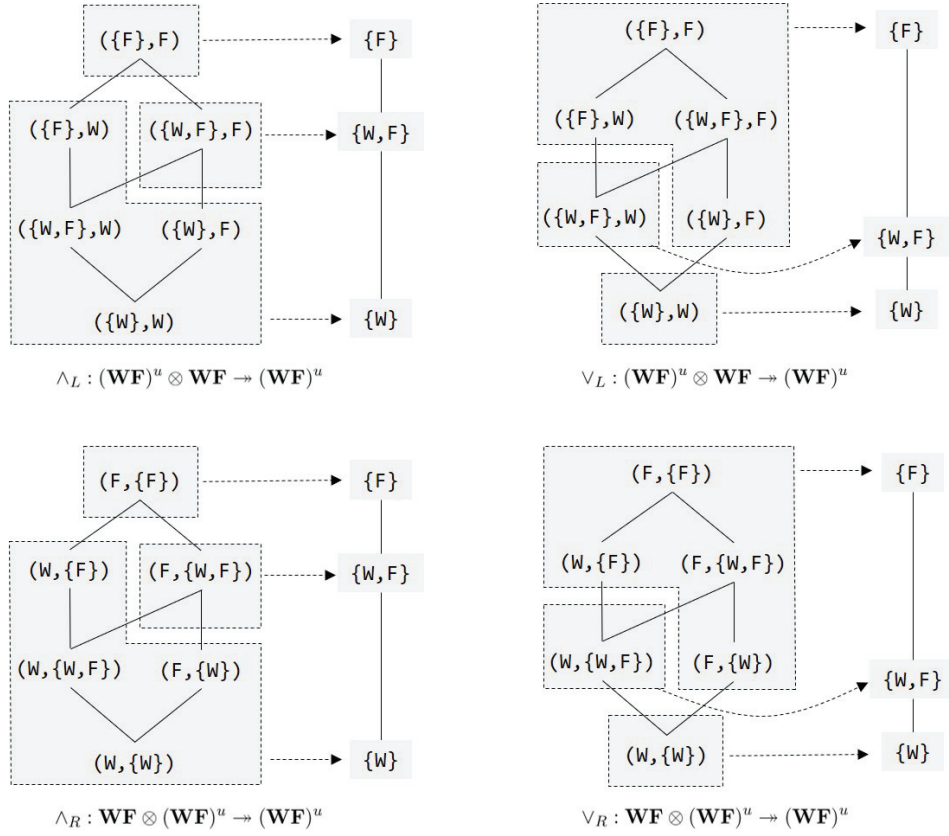 ({F},F) {F}
({F},W) ({W,F},F) {W,F}
({W,F},W) ({W},F)
({W},W) {W}
∧_L : (WF)^u ⊗ WF ↠ (WF)^u
({F},F) {F}
({F},W) ({W,F},F)
({W,F},W) ({W},F) {W,F}
({W},W) {W}
∨_L : (WF)^u ⊗ WF ↠ (WF)^u
(F,{F}) {F}
(W,{F}) (F,{W,F}) {W,F}
(W,{W,F}) (F,{W})
(W,{W}) {W}
∧_R : WF ⊗ (WF)^u ↠ (WF)^u
(F,{F}) {F}
(W,{F}) (F,{W,F})
(W,{W,F}) (F,{W}) {W,F}
(W,{W}) {W}
∨_R : WF ⊗ (WF)^u ↠ (WF)^u